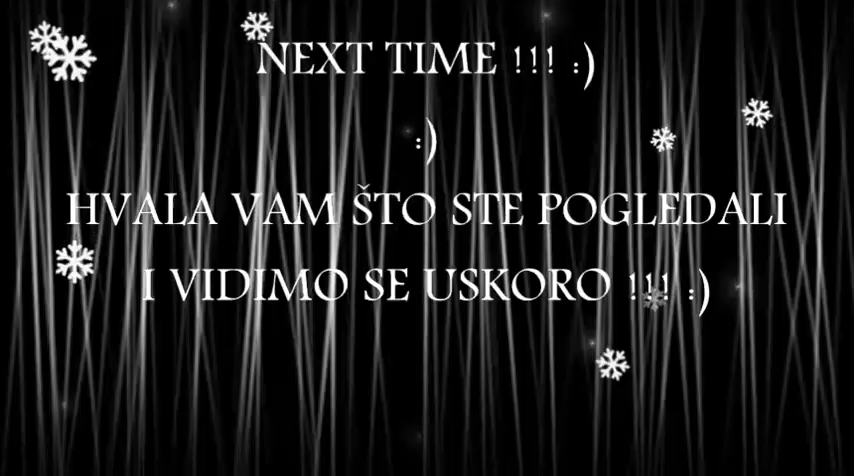 NEXT TIME !!! :)
:)
HVALA VAM ŠTO STE POGLEDALI
I VIDIMO SE USKORO !!! :)